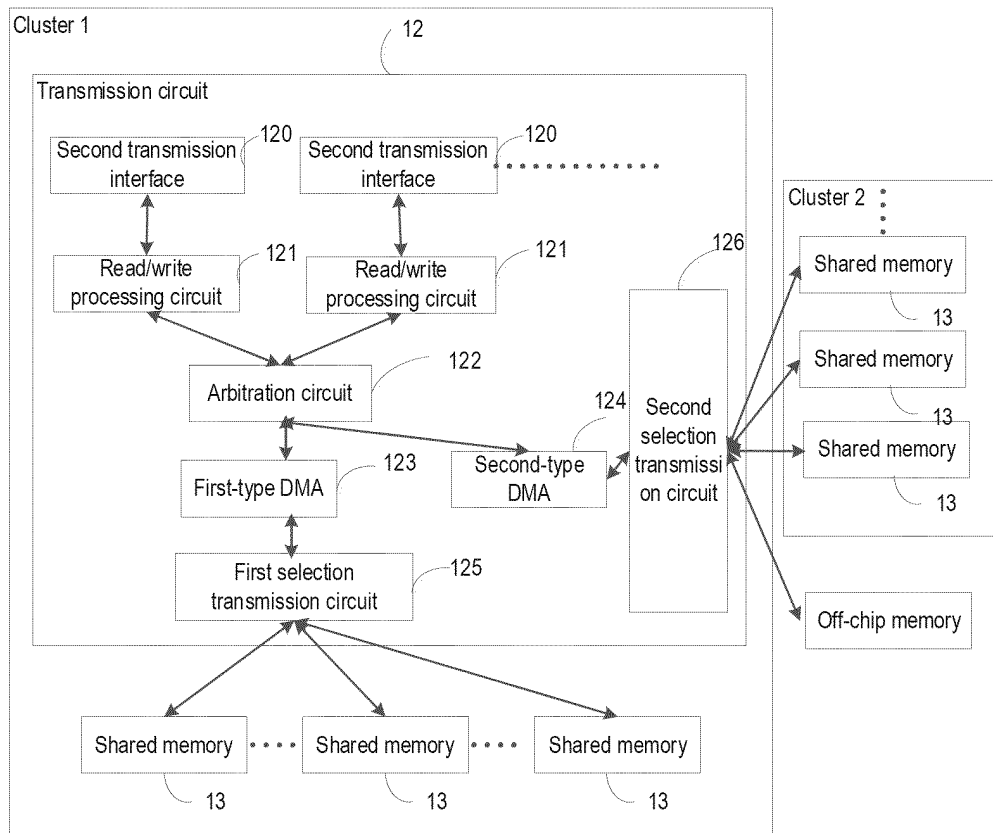 Cluster 1
12
Transmission circuit
120
120
Second transmission
interface
Second transmission
interface
Cluster 2
126
121
121
Read/write
processing circuit
Read/write
processing circuit
Shared memory
13
122
Arbitration circuit
Shared memory
13
124
Second
selection
transmissi
on circuit
Shared memory
13
123
First-type DMA
Second-type
DMA
First selection
transmission circuit
125
Off-chip memory
Shared memory
Shared memory
Shared memory
13
13
13